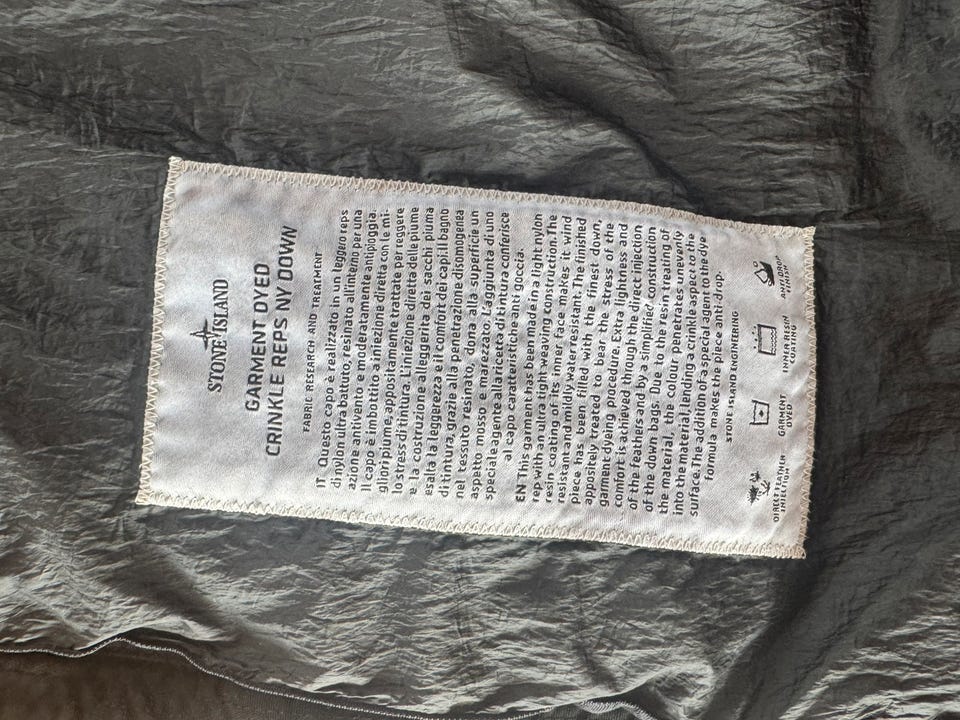 STONE ISLAND
GARMENT DYED
CRINKLE REPS NY DOWN
FABRIC RESEARCH AND TREATMENT
IT Questo capo è realizzato in un leggero reps
di nylon ultra battuto, resinato all'interno per una
azione antivento e moderatamente antipioggia.
Il capo è imbottito ad iniezione diretta con le mi-
gliori piume, appositamente trattate per reggere
lo stress di tintura. L'iniezione diretta delle piume
e la costruzione alleggerita dei sacchi piuma
esalta la leggerezza e il comfort dei capi. Il bagno
di tintura, grazie alla penetrazione disomogenea
nel tessuto resinato, dona alla superficie un
aspetto mosso e marezzato. L'aggiunta di uno
speciale agente alla ricetta di tintura conferisce
al capo caratteristiche anti goccia.
EN This garment has been made in a light nylon
rep with an ultra tight weaving construction. The
resin coating of its inner face makes it wind
resistant and mildly water resistant. The finished
piece has been filled with the finest down,
appositely treated to bear the stress of the
garment dyeing procedure. Extra lightness and
comfort is achieved through the direct injection
of the feathers and by a simplified construction
of the down bags. Due to the resin treating of
the material, the colour penetrates unevenly
into the material, lending a crinkle aspect to the
surface. The addition of a special agent to the dye
formula makes the piece anti drop.
STONE ISLAND ENGINEERING
DIRECT FEATHER
INJECTION
GARMENT
DYED
INNER RESIN
COATING
ANTI DROP
FINISH